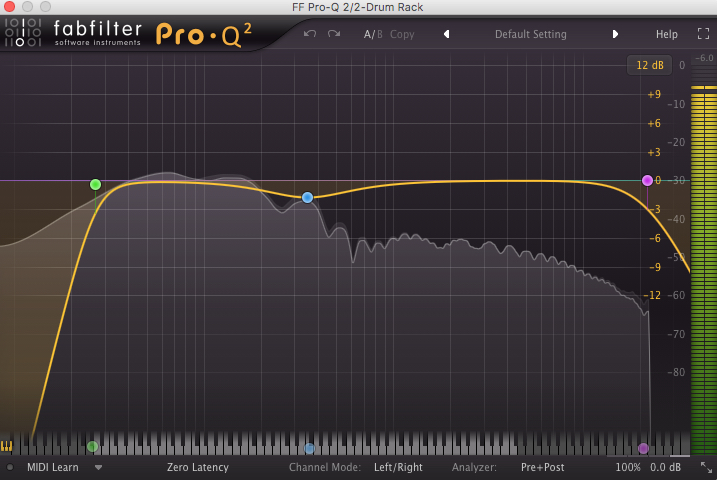 FF Pro-Q 2/2-Drum Rack
fabfilter
software instruments
Pro·Q²
A/B Copy
Default Setting
Help
12 dB
0
-6.0
+9
-10
+6
-20
+3
0
-30
-3
-40
-6
-50
-9
-12
-60
-70
-80
MIDI Learn
Zero Latency
Channel Mode: Left/Right
Analyzer: Pre+Post
100%
0.0 dB